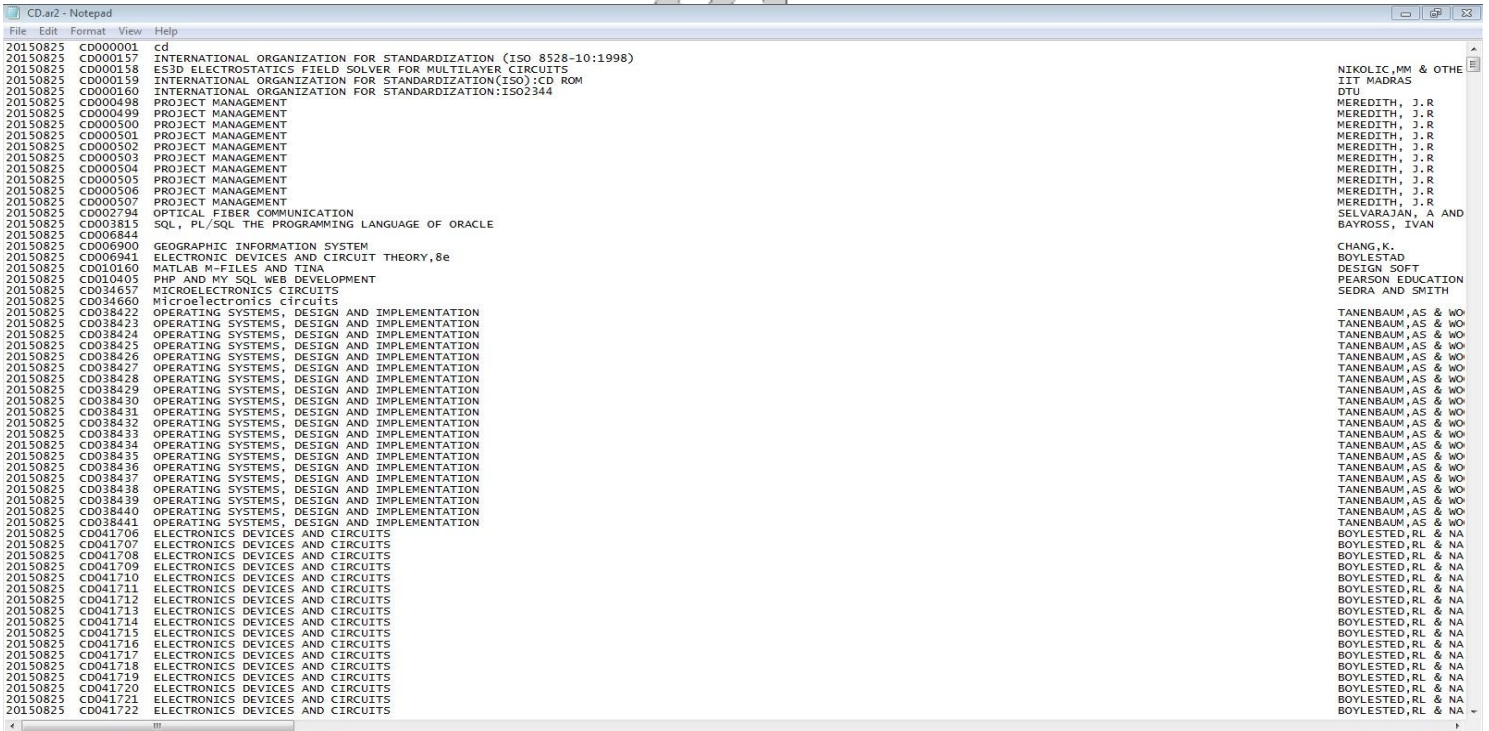 CD.ar2 - Notepad
File Edit Format View Help
20150825 CD000001 cd
20150825 CD000157 INTERNATIONAL ORGANIZATION FOR STANDARDIZATION (ISO 8528-10:1998)
20150825 CD000158 ES3D ELECTROSTATICS FIELD SOLVER FOR MULTILAYER CIRCUITS NIKOLIC,MM & OTHE
20150825 CD000159 INTERNATIONAL ORGANIZATION FOR STANDARDIZATION(ISO):CD ROM IIT MADRAS
20150825 CD000160 INTERNATIONAL ORGANIZATION FOR STANDARDIZATION:ISO2344 DTU
20150825 CD000498 PROJECT MANAGEMENT MEREDITH, J.R
20150825 CD000499 PROJECT MANAGEMENT MEREDITH, J.R
20150825 CD000500 PROJECT MANAGEMENT MEREDITH, J.R
20150825 CD000501 PROJECT MANAGEMENT MEREDITH, J.R
20150825 CD000502 PROJECT MANAGEMENT MEREDITH, J.R
20150825 CD000503 PROJECT MANAGEMENT MEREDITH, J.R
20150825 CD000504 PROJECT MANAGEMENT MEREDITH, J.R
20150825 CD000505 PROJECT MANAGEMENT MEREDITH, J.R
20150825 CD000506 PROJECT MANAGEMENT MEREDITH, J.R
20150825 CD000507 PROJECT MANAGEMENT MEREDITH, J.R
20150825 CD002794 OPTICAL FIBER COMMUNICATION SELVARAJAN, A AND
20150825 CD003815 SQL, PL/SQL THE PROGRAMMING LANGUAGE OF ORACLE BAYROSS, IVAN
20150825 CD006844
20150825 CD006900 GEOGRAPHIC INFORMATION SYSTEM CHANG,K.
20150825 CD006941 ELECTRONIC DEVICES AND CIRCUIT THEORY,8e BOYLESTAD
20150825 CD010160 MATLAB M-FILES AND TINA DESIGN SOFT
20150825 CD010405 PHP AND MY SQL WEB DEVELOPMENT PEARSON EDUCATION
20150825 CD034657 MICROELECTRONICS CIRCUITS SEDRA AND SMITH
20150825 CD034660 Microelectronics circuits
20150825 CD038422 OPERATING SYSTEMS, DESIGN AND IMPLEMENTATION TANENBAUM,AS & WO
20150825 CD038423 OPERATING SYSTEMS, DESIGN AND IMPLEMENTATION TANENBAUM,AS & WO
20150825 CD038424 OPERATING SYSTEMS, DESIGN AND IMPLEMENTATION TANENBAUM,AS & WO
20150825 CD038425 OPERATING SYSTEMS, DESIGN AND IMPLEMENTATION TANENBAUM,AS & WO
20150825 CD038426 OPERATING SYSTEMS, DESIGN AND IMPLEMENTATION TANENBAUM,AS & WO
20150825 CD038427 OPERATING SYSTEMS, DESIGN AND IMPLEMENTATION TANENBAUM,AS & WO
20150825 CD038428 OPERATING SYSTEMS, DESIGN AND IMPLEMENTATION TANENBAUM,AS & WO
20150825 CD038429 OPERATING SYSTEMS, DESIGN AND IMPLEMENTATION TANENBAUM,AS & WO
20150825 CD038430 OPERATING SYSTEMS, DESIGN AND IMPLEMENTATION TANENBAUM,AS & WO
20150825 CD038431 OPERATING SYSTEMS, DESIGN AND IMPLEMENTATION TANENBAUM,AS & WO
20150825 CD038432 OPERATING SYSTEMS, DESIGN AND IMPLEMENTATION TANENBAUM,AS & WO
20150825 CD038433 OPERATING SYSTEMS, DESIGN AND IMPLEMENTATION TANENBAUM,AS & WO
20150825 CD038434 OPERATING SYSTEMS, DESIGN AND IMPLEMENTATION TANENBAUM,AS & WO
20150825 CD038435 OPERATING SYSTEMS, DESIGN AND IMPLEMENTATION TANENBAUM,AS & WO
20150825 CD038436 OPERATING SYSTEMS, DESIGN AND IMPLEMENTATION TANENBAUM,AS & WO
20150825 CD038437 OPERATING SYSTEMS, DESIGN AND IMPLEMENTATION TANENBAUM,AS & WO
20150825 CD038438 OPERATING SYSTEMS, DESIGN AND IMPLEMENTATION TANENBAUM,AS & WO
20150825 CD038439 OPERATING SYSTEMS, DESIGN AND IMPLEMENTATION TANENBAUM,AS & WO
20150825 CD038440 OPERATING SYSTEMS, DESIGN AND IMPLEMENTATION TANENBAUM,AS & WO
20150825 CD038441 OPERATING SYSTEMS, DESIGN AND IMPLEMENTATION TANENBAUM,AS & WO
20150825 CD041706 ELECTRONICS DEVICES AND CIRCUITS BOYLESTED,RL & NA
20150825 CD041707 ELECTRONICS DEVICES AND CIRCUITS BOYLESTED,RL & NA
20150825 CD041708 ELECTRONICS DEVICES AND CIRCUITS BOYLESTED,RL & NA
20150825 CD041709 ELECTRONICS DEVICES AND CIRCUITS BOYLESTED,RL & NA
20150825 CD041710 ELECTRONICS DEVICES AND CIRCUITS BOYLESTED,RL & NA
20150825 CD041711 ELECTRONICS DEVICES AND CIRCUITS BOYLESTED,RL & NA
20150825 CD041712 ELECTRONICS DEVICES AND CIRCUITS BOYLESTED,RL & NA
20150825 CD041713 ELECTRONICS DEVICES AND CIRCUITS BOYLESTED,RL & NA
20150825 CD041714 ELECTRONICS DEVICES AND CIRCUITS BOYLESTED,RL & NA
20150825 CD041715 ELECTRONICS DEVICES AND CIRCUITS BOYLESTED,RL & NA
20150825 CD041716 ELECTRONICS DEVICES AND CIRCUITS BOYLESTED,RL & NA
20150825 CD041717 ELECTRONICS DEVICES AND CIRCUITS BOYLESTED,RL & NA
20150825 CD041718 ELECTRONICS DEVICES AND CIRCUITS BOYLESTED,RL & NA
20150825 CD041719 ELECTRONICS DEVICES AND CIRCUITS BOYLESTED,RL & NA
20150825 CD041720 ELECTRONICS DEVICES AND CIRCUITS BOYLESTED,RL & NA
20150825 CD041721 ELECTRONICS DEVICES AND CIRCUITS BOYLESTED,RL & NA
20150825 CD041722 ELECTRONICS DEVICES AND CIRCUITS BOYLESTED,RL & NA